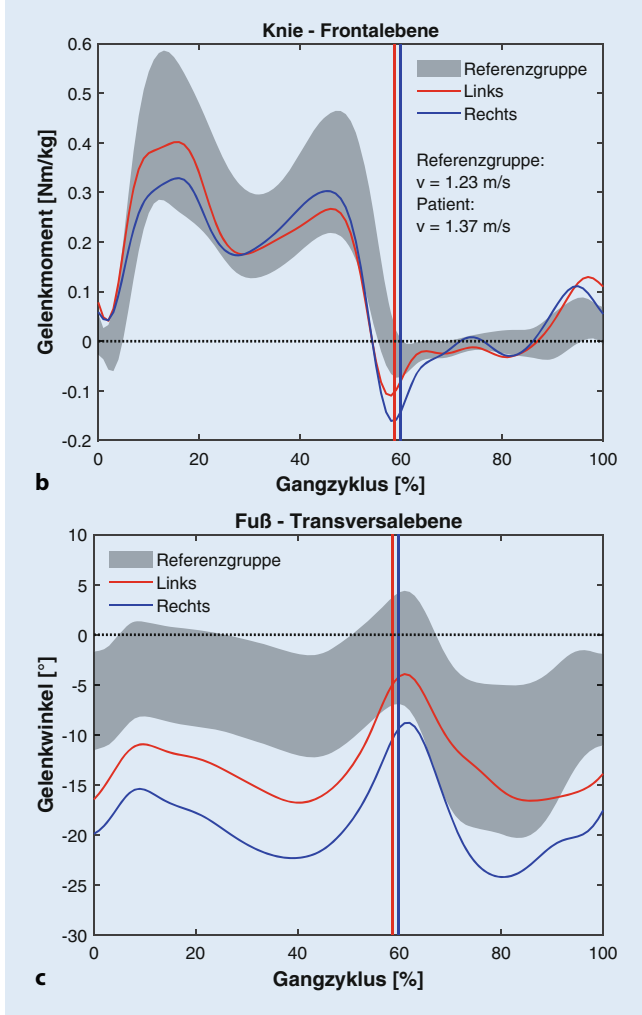 Knie - Frontalebene
0.6
0.5
0.4
0.3
0.2
0.1
0
-0.1
-0.2
Gelenkmoment [Nm/kg]
Referenzgruppe
Links
Rechts
Referenzgruppe:
v = 1.23 m/s
Patient:
v = 1.37 m/s
0 20 40 60 80 100
b
Gangzyklus [%]
Fuß - Transversalebene
10
5
0
-5
-10
-15
-20
-25
-30
Gelenkwinkel [°]
Referenzgruppe
Links
Rechts
0 20 40 60 80 100
c
Gangzyklus [%]